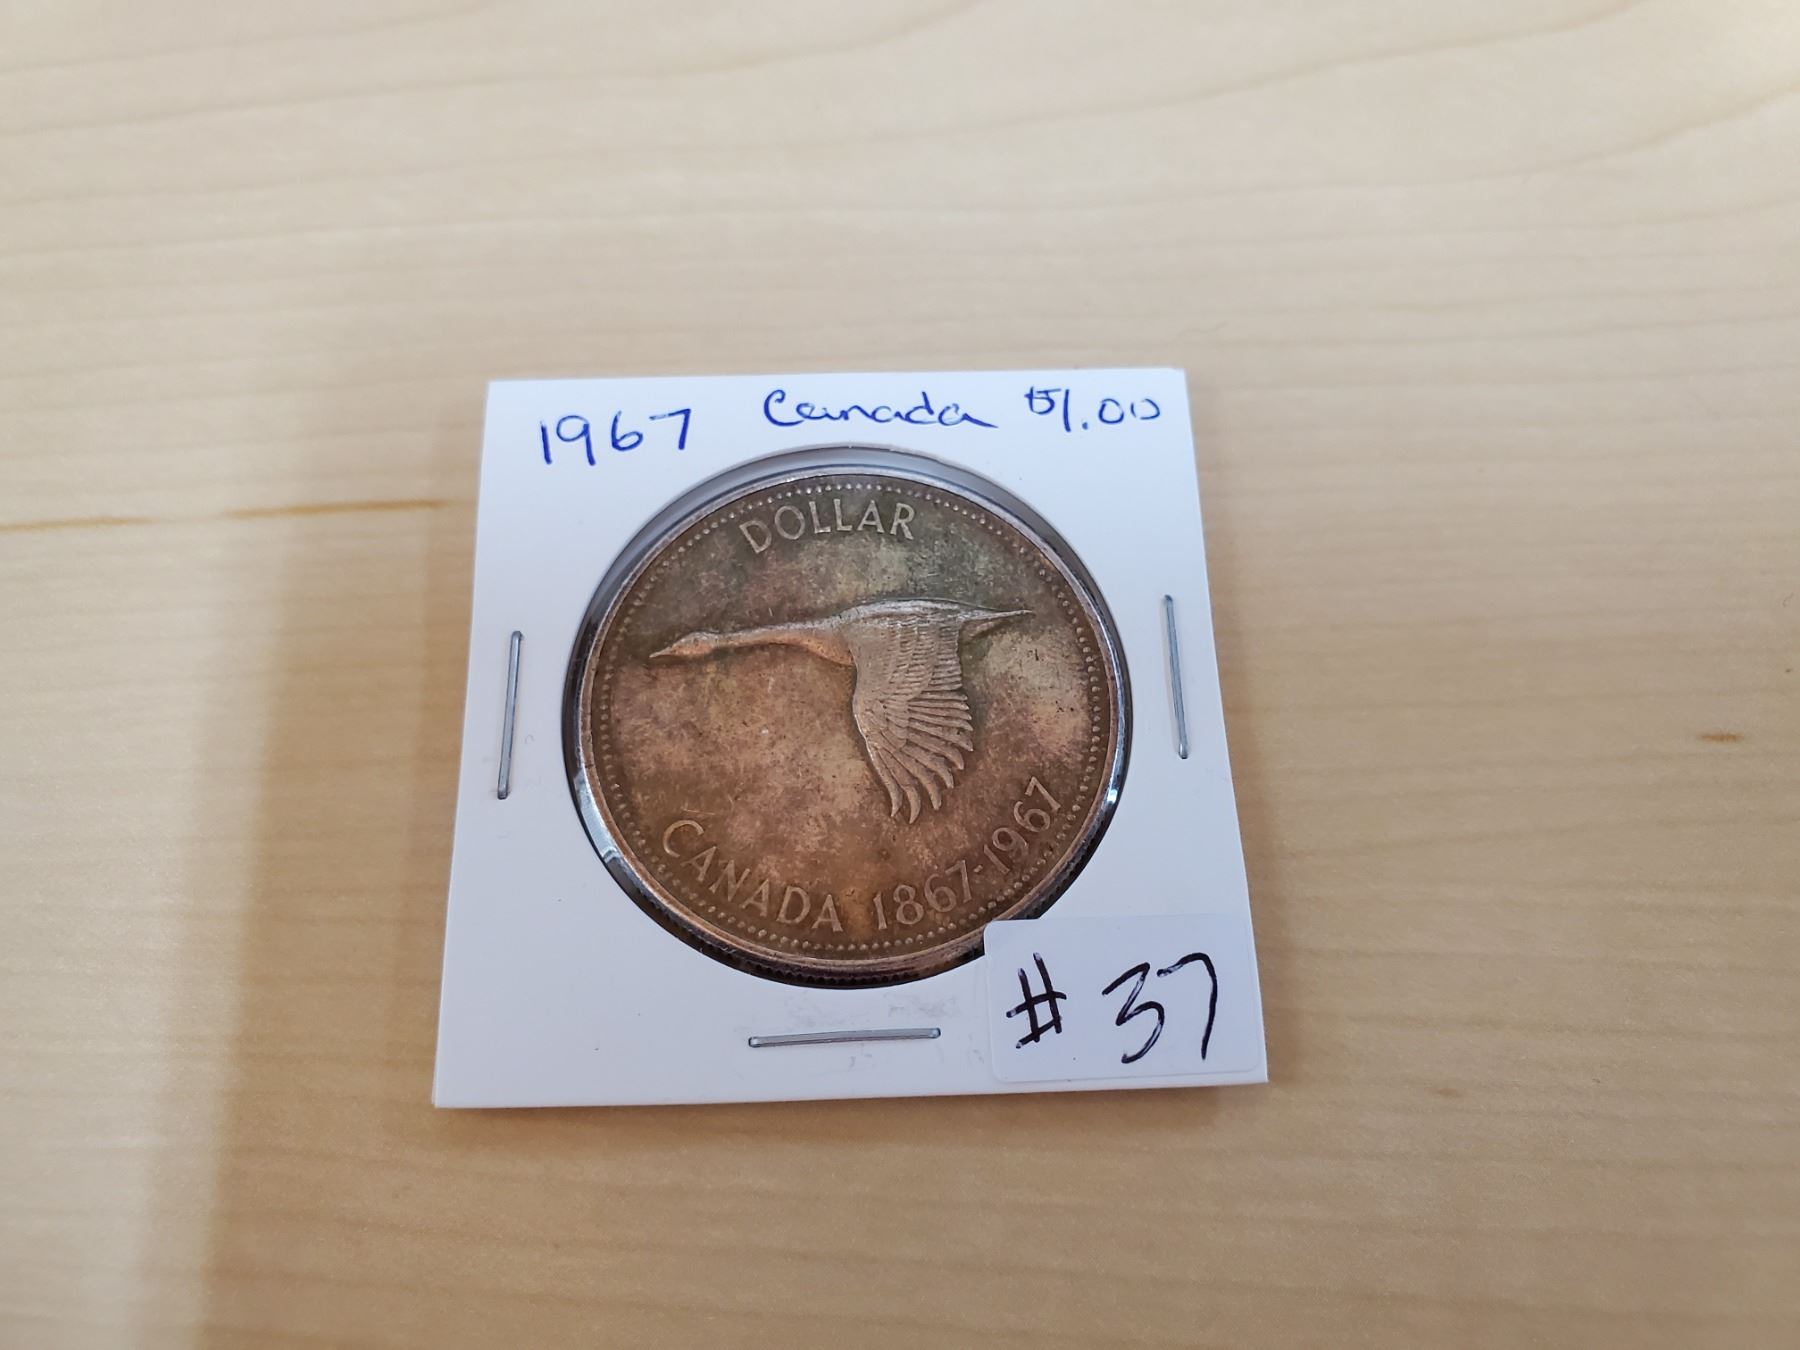 1967 Canada $1.00
DOLLAR
CANADA 1867-1967
# 37